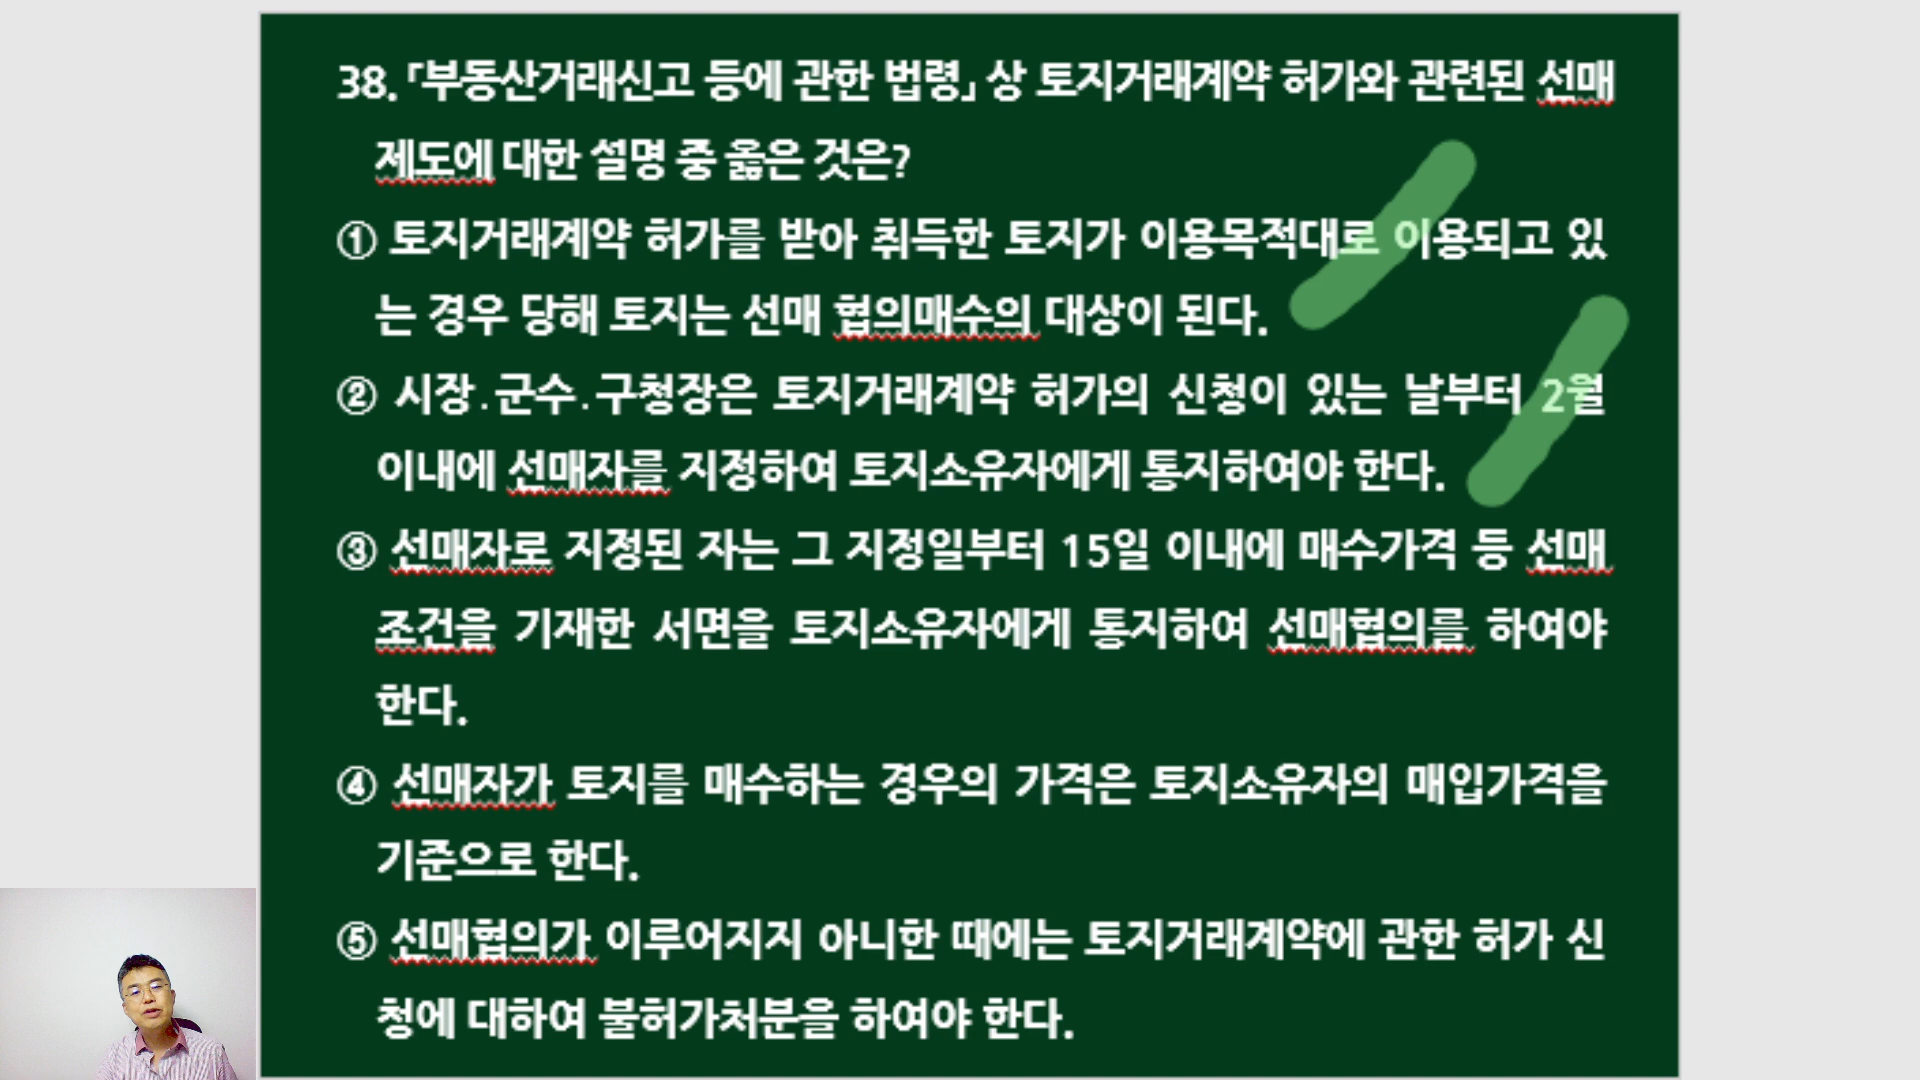 38. 「부동산거래신고 등에 관한 법령」 상 토지거래계약 허가와 관련된 선매
제도에 대한 설명 중 옳은 것은?
① 토지거래계약 허가를 받아 취득한 토지가 이용목적대로 이용되고 있
는 경우 당해 토지는 선매 협의매수의 대상이 된다.
② 시장.군수.구청장은 토지거래계약 허가의 신청이 있는 날부터 2월
이내에 선매자를 지정하여 토지소유자에게 통지하여야 한다.
③ 선매자로 지정된 자는 그 지정일부터 15일 이내에 매수가격 등 선매
조건을 기재한 서면을 토지소유자에게 통지하여 선매협의를 하여야
한다.
④ 선매자가 토지를 매수하는 경우의 가격은 토지소유자의 매입가격을
기준으로 한다.
⑤ 선매협의가 이루어지지 아니한 때에는 토지거래계약에 관한 허가 신
청에 대하여 불허가처분을 하여야 한다.